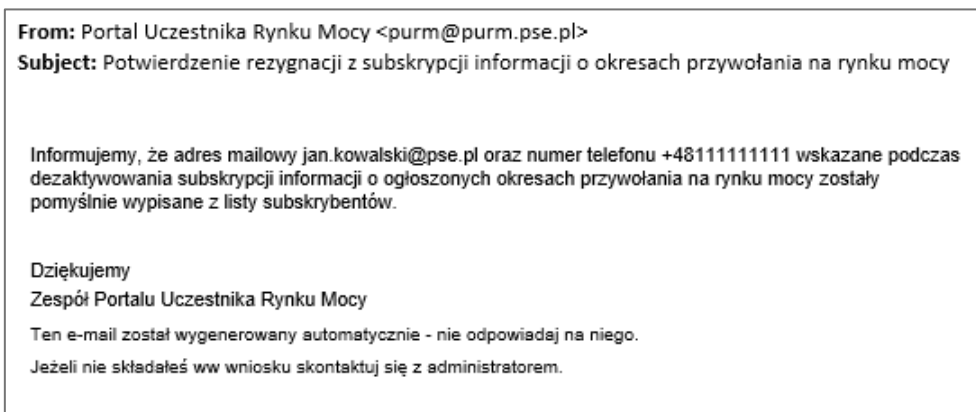 From: Portal Uczestnika Rynku Mocy <purm@purm.pse.pl>
Subject: Potwierdzenie rezygnacji z subskrypcji informacji o okresach przywołania na rynku mocy
Informujemy, że adres mailowy jan.kowalski@pse.pl oraz numer telefonu +48111111111 wskazane podczas
dezaktywowania subskrypcji informacji o ogłoszonych okresach przywołania na rynku mocy zostały
pomyślnie wypisane z listy subskrybentów.
Dziękujemy
Zespół Portalu Uczestnika Rynku Mocy
Ten e-mail został wygenerowany automatycznie - nie odpowiadaj na niego.
Jeżeli nie składałeś ww wniosku skontaktuj się z administratorem.